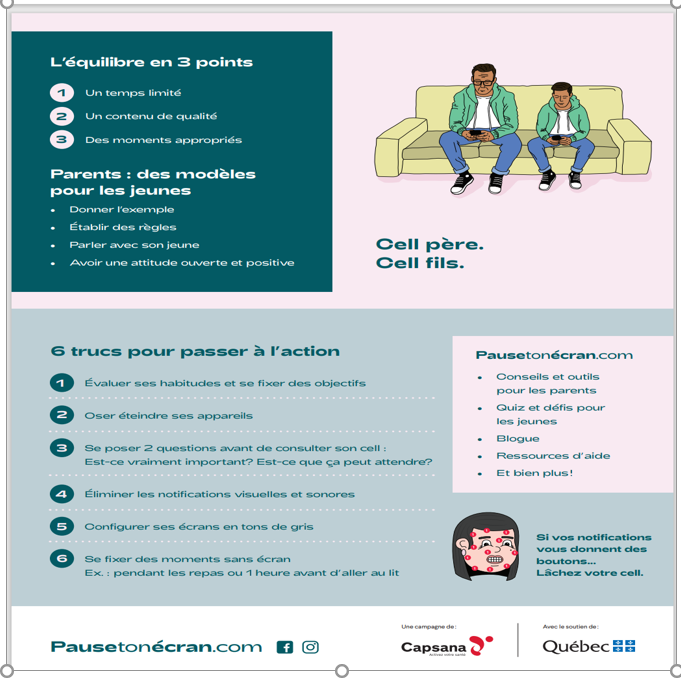 L'équilibre en 3 points
1 Un temps limité
2 Un contenu de qualité
3 Des moments appropriés
Parents : des modèles
pour les jeunes
• Donner l'exemple
• Établir des règles
• Parler avec son jeune
• Avoir une attitude ouverte et positive
Cell père.
Cell fils.
6 trucs pour passer à l'action
1 Évaluer ses habitudes et se fixer des objectifs
2 Oser éteindre ses appareils
3 Se poser 2 questions avant de consulter son cell :
Est-ce vraiment important? Est-ce que ça peut attendre?
4 Éliminer les notifications visuelles et sonores
5 Configurer ses écrans en tons de gris
6 Se fixer des moments sans écran
Ex. : pendant les repas ou 1 heure avant d'aller au lit
Pausetonécran.com
• Conseils et outils
pour les parents
• Quiz et défis pour
les jeunes
• Blogue
• Ressources d'aide
• Et bien plus!
Si vos notifications
vous donnent des
boutons...
Lâchez votre cell.
Pausetonécran.com
Une campagne de :
Capsana
Activez votre santé
Avec le soutien de :
Québec